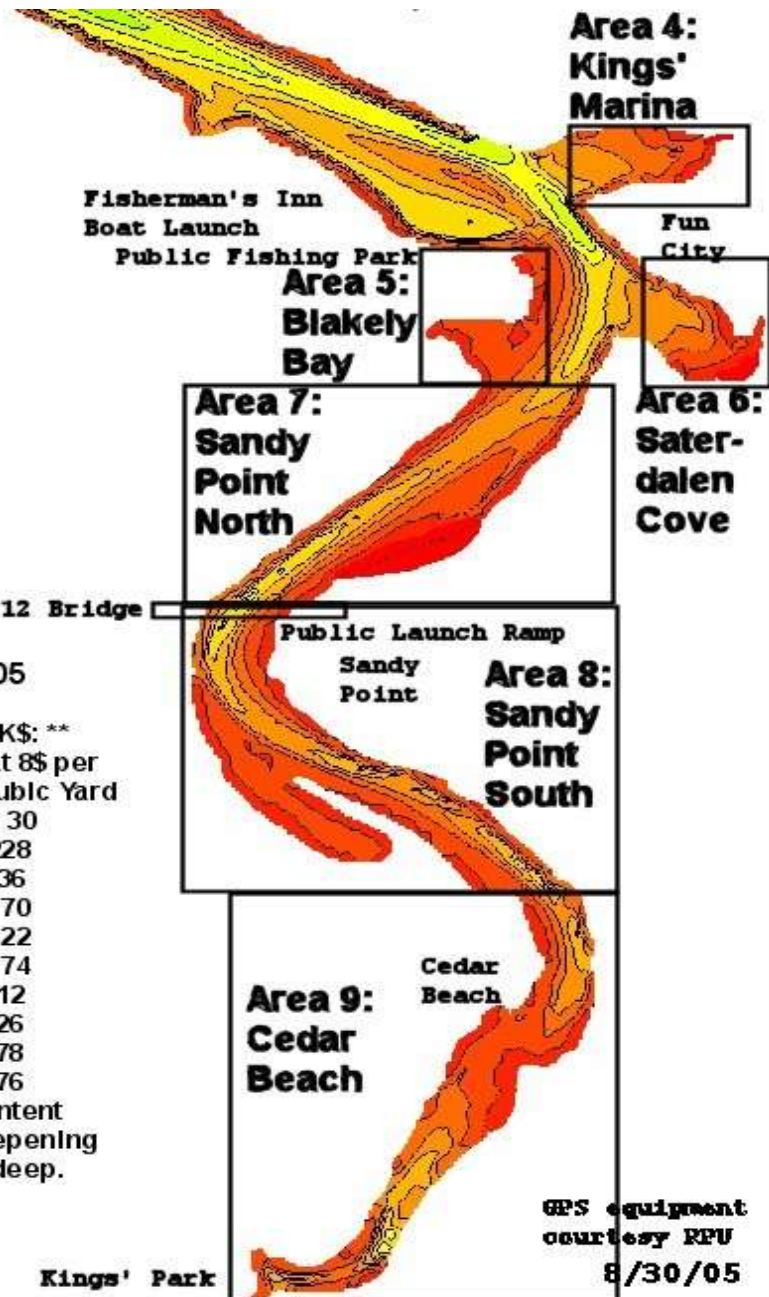 Area 4:
Kings'
Marina
Fisherman's Inn
Boat Launch
Public Fishing Park
Fun
City
Area 5:
Blakely
Bay
Area 7:
Sandy
Point
North
Area 6:
Sater-
dalen
Cove
12 Bridge
Public Launch Ramp
Sandy
Point
Area 8:
Sandy
Point
South
05
K$: **
t 8$ per
ubic Yard
30
28
36
70
22
74
12
26
78
76
ntent
epening
deep.
Cedar
Beach
Area 9:
Cedar
Beach
GPS equipment
courtesy RPU
8/30/05
Kings' Park